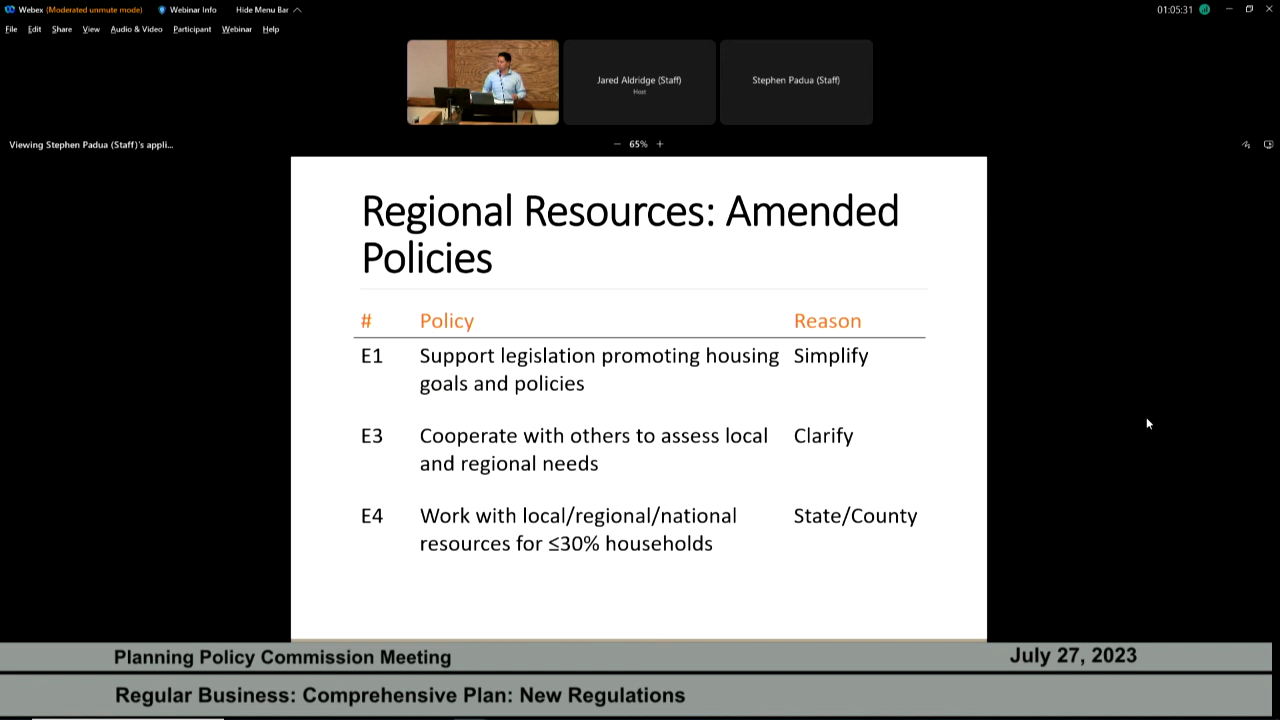 Webex (Moderated unmute mode) Webinar Info Hide Menu Bar 01:05:31
File Edit Share View Audio & Video Participant Webinar Help
Jared Aldridge (Staff)
Host
Stephen Padua (Staff)
Viewing Stephen Padua (Staff)'s appli...
− 65% +
Regional Resources: Amended
Policies
# Policy Reason
E1 Support legislation promoting housing Simplify
goals and policies
E3 Cooperate with others to assess local Clarify
and regional needs
E4 Work with local/regional/national State/County
resources for ≤30% households
Planning Policy Commission Meeting July 27, 2023
Regular Business: Comprehensive Plan: New Regulations